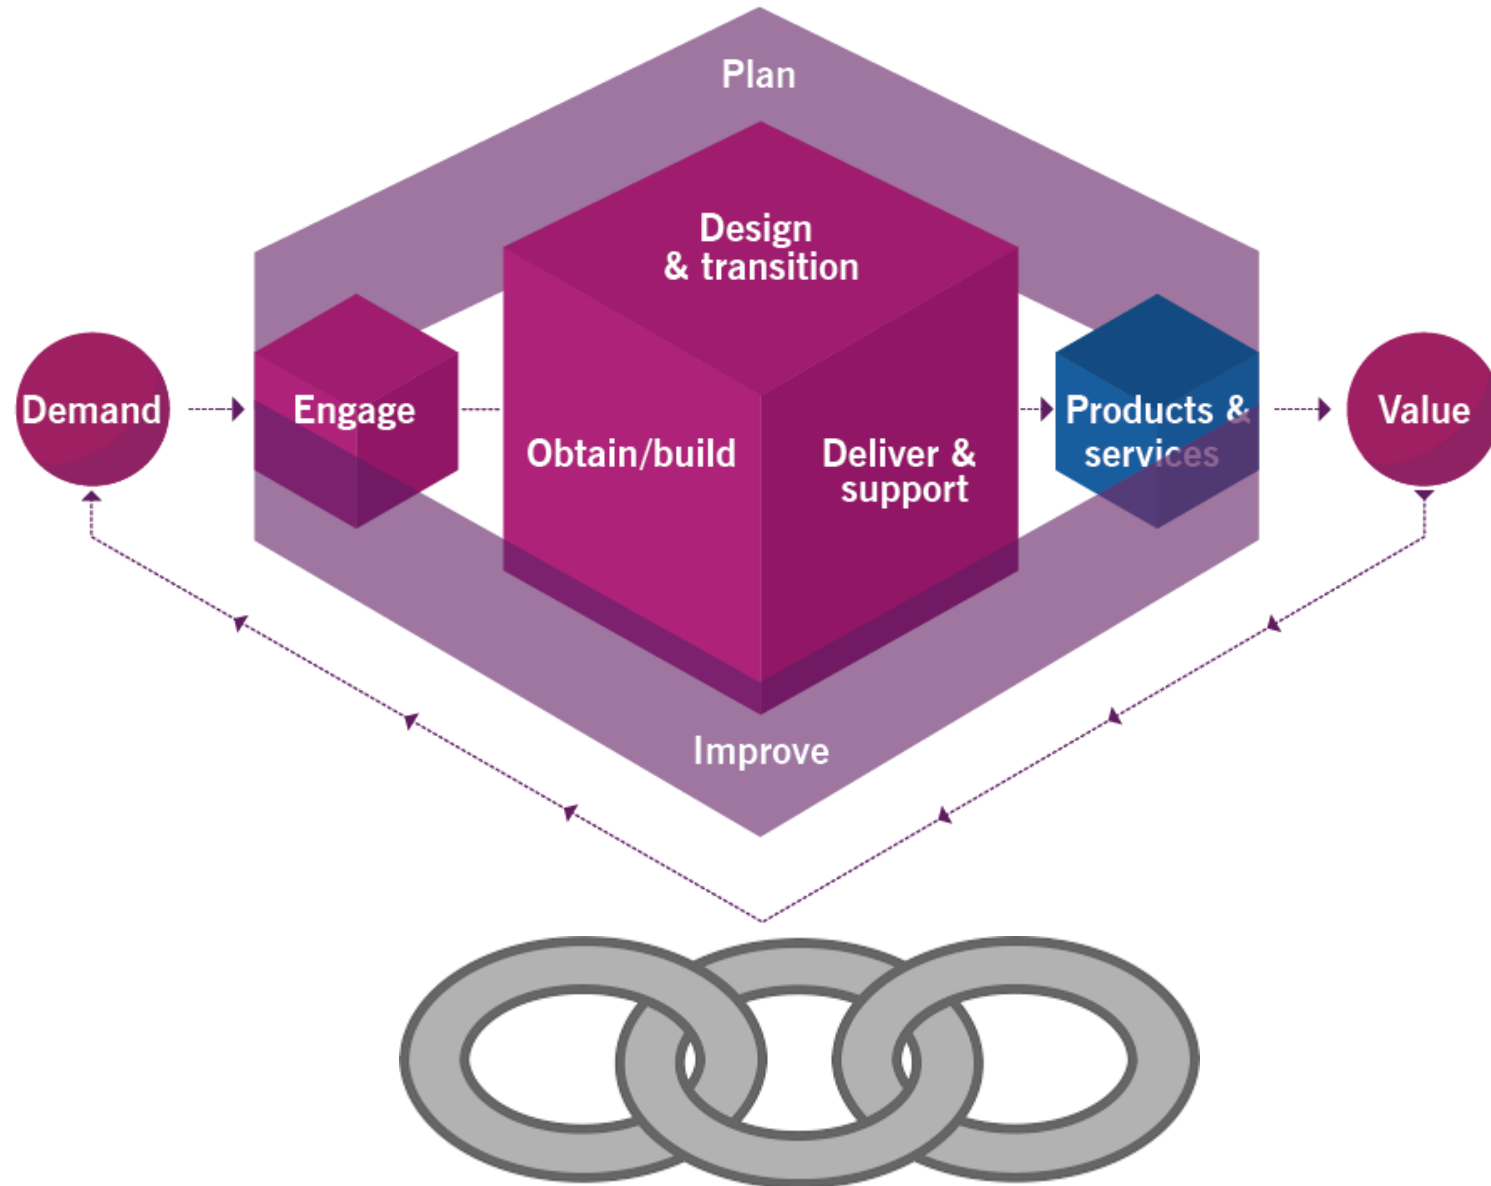 Plan
Design
& transition
Demand
Engage
Obtain/build
Deliver &
support
Products &
services
Value
Improve